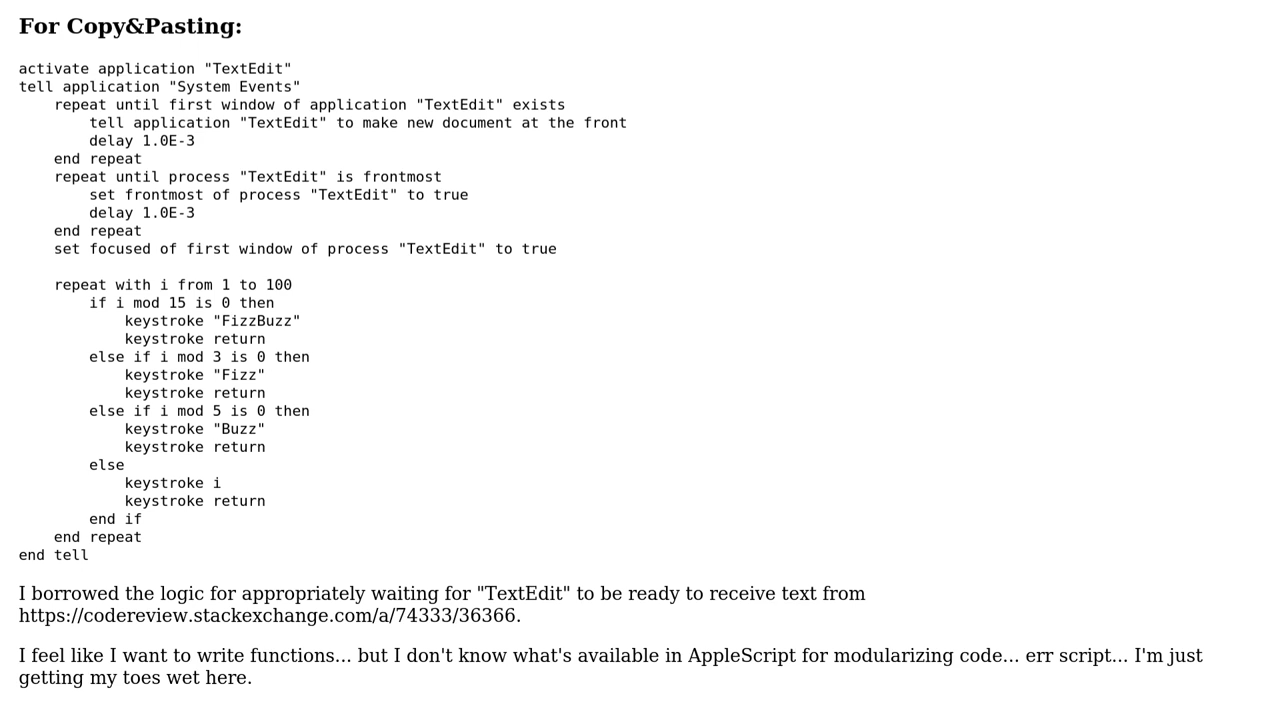 For Copy&Pasting:
activate application "TextEdit"
tell application "System Events"
    repeat until first window of application "TextEdit" exists
        tell application "TextEdit" to make new document at the front
        delay 1.0E-3
    end repeat
    repeat until process "TextEdit" is frontmost
        set frontmost of process "TextEdit" to true
        delay 1.0E-3
    end repeat
    set focused of first window of process "TextEdit" to true

    repeat with i from 1 to 100
        if i mod 15 is 0 then
            keystroke "FizzBuzz"
            keystroke return
        else if i mod 3 is 0 then
            keystroke "Fizz"
            keystroke return
        else if i mod 5 is 0 then
            keystroke "Buzz"
            keystroke return
        else
            keystroke i
            keystroke return
        end if
    end repeat
end tell
I borrowed the logic for appropriately waiting for "TextEdit" to be ready to receive text from
https://codereview.stackexchange.com/a/74333/36366.
I feel like I want to write functions... but I don't know what's available in AppleScript for modularizing code... err script... I'm just
getting my toes wet here.